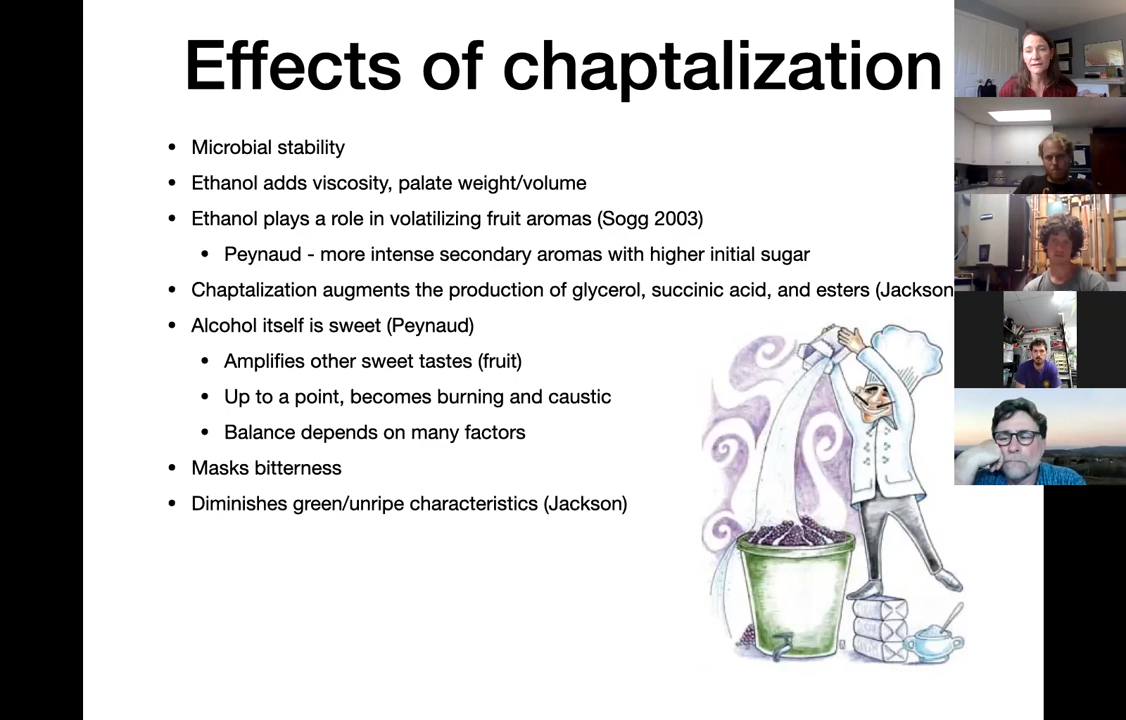 Effects of chaptalization
• Microbial stability
• Ethanol adds viscosity, palate weight/volume
• Ethanol plays a role in volatilizing fruit aromas (Sogg 2003)
• Peynaud - more intense secondary aromas with higher initial sugar
• Chaptalization augments the production of glycerol, succinic acid, and esters (Jackson
• Alcohol itself is sweet (Peynaud)
• Amplifies other sweet tastes (fruit)
• Up to a point, becomes burning and caustic
• Balance depends on many factors
• Masks bitterness
• Diminishes green/unripe characteristics (Jackson)